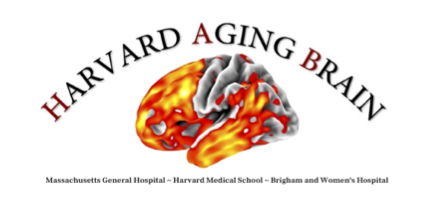 HARVARD AGING BRAIN
Massachusetts General Hospital ~ Harvard Medical School ~ Brigham and Women's Hospital